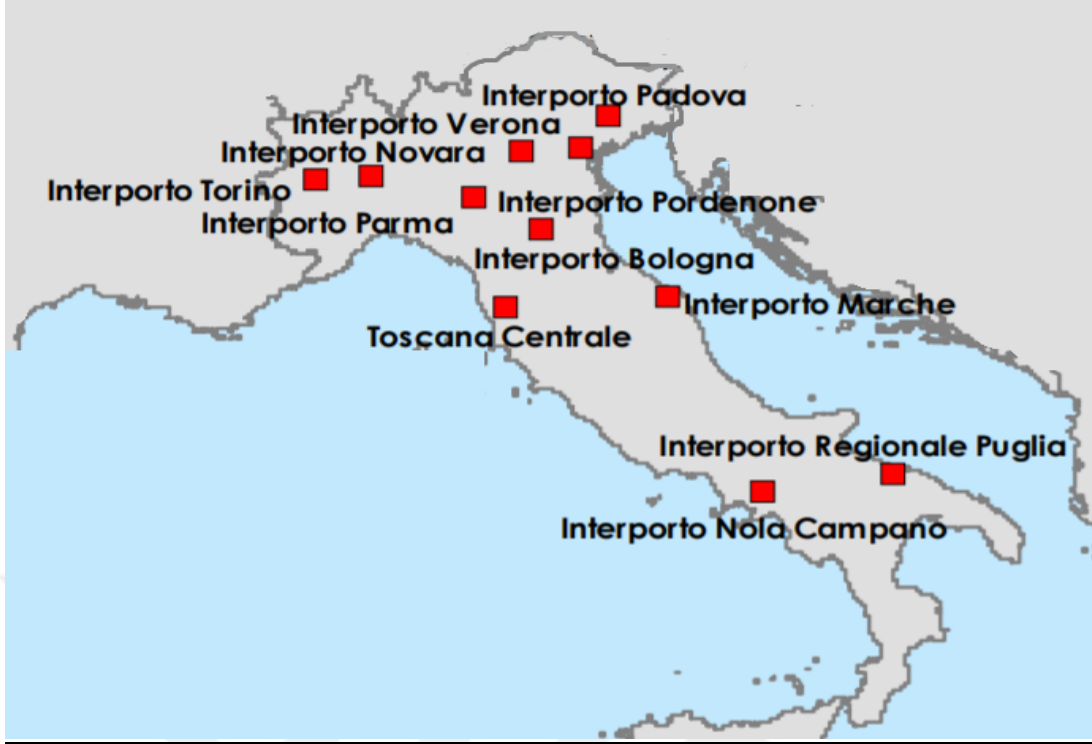 Interporto Padova
Interporto Verona
Interporto Novara
Interporto Torino
Interporto Pordenone
Interporto Parma
Interporto Bologna
Interporto Marche
Toscana Centrale
Interporto Regionale Puglia
Interporto Nola Campano